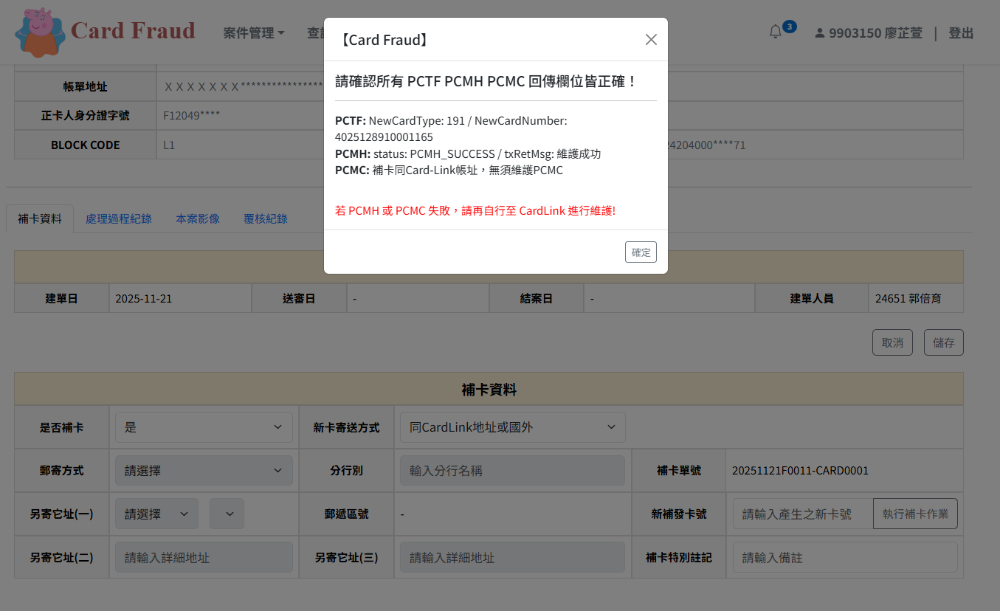 Card Fraud
案件管理
3
9903150 廖芷萱 | 登出
【Card Fraud】
請確認所有 PCTF PCMH PCMC 回傳欄位皆正確！
PCTF: NewCardType: 191 / NewCardNumber:
4025128910001165
PCMH: status: PCMH_SUCCESS / txRetMsg: 維護成功
PCMC: 補卡同Card-Link帳址，無須維護PCMC
若 PCMH 或 PCMC 失敗，請再自行至 CardLink 進行維護!
確定
帳單地址 ＸＸＸＸＸＸＸ*****************
正卡人身分證字號 F12049****
BLOCK CODE L1 24204000****71
補卡資料 處理過程紀錄 本案影像 覆核紀錄
建單日 2025-11-21 送審日 - 結案日 - 建單人員 24651 郭倍育
取消 儲存
補卡資料
是否補卡 是 新卡寄送方式 同CardLink地址或國外
郵寄方式 請選擇 分行別 輸入分行名稱 補卡單號 20251121F0011-CARD0001
另寄它址(一) 請選擇 郵遞區號 - 新補發卡號 請輸入產生之新卡號 執行補卡作業
另寄它址(二) 請輸入詳細地址 另寄它址(三) 請輸入詳細地址 補卡特別註記 請輸入備註